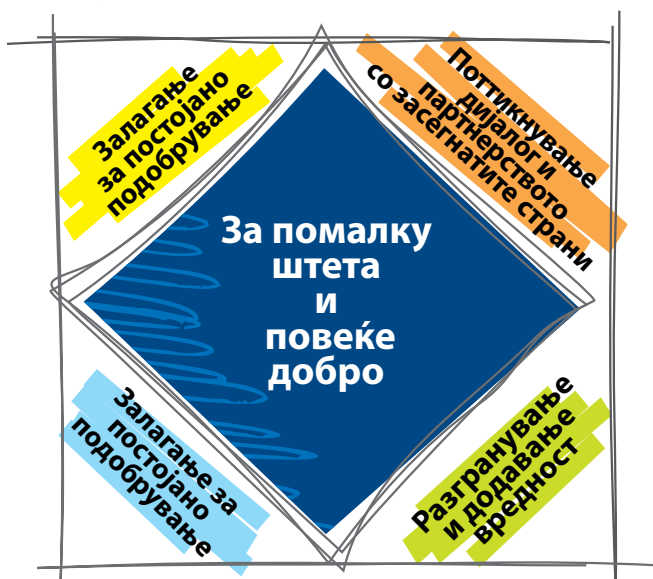 Залагање
за постојано
подобрување
Поттикнување
дијалог и
партнерството
со засегнатите страни
За помалку
штета
и
повеќе
добро
Залагање за
постојано
подобрување
Разгранување
и додавање
вредност